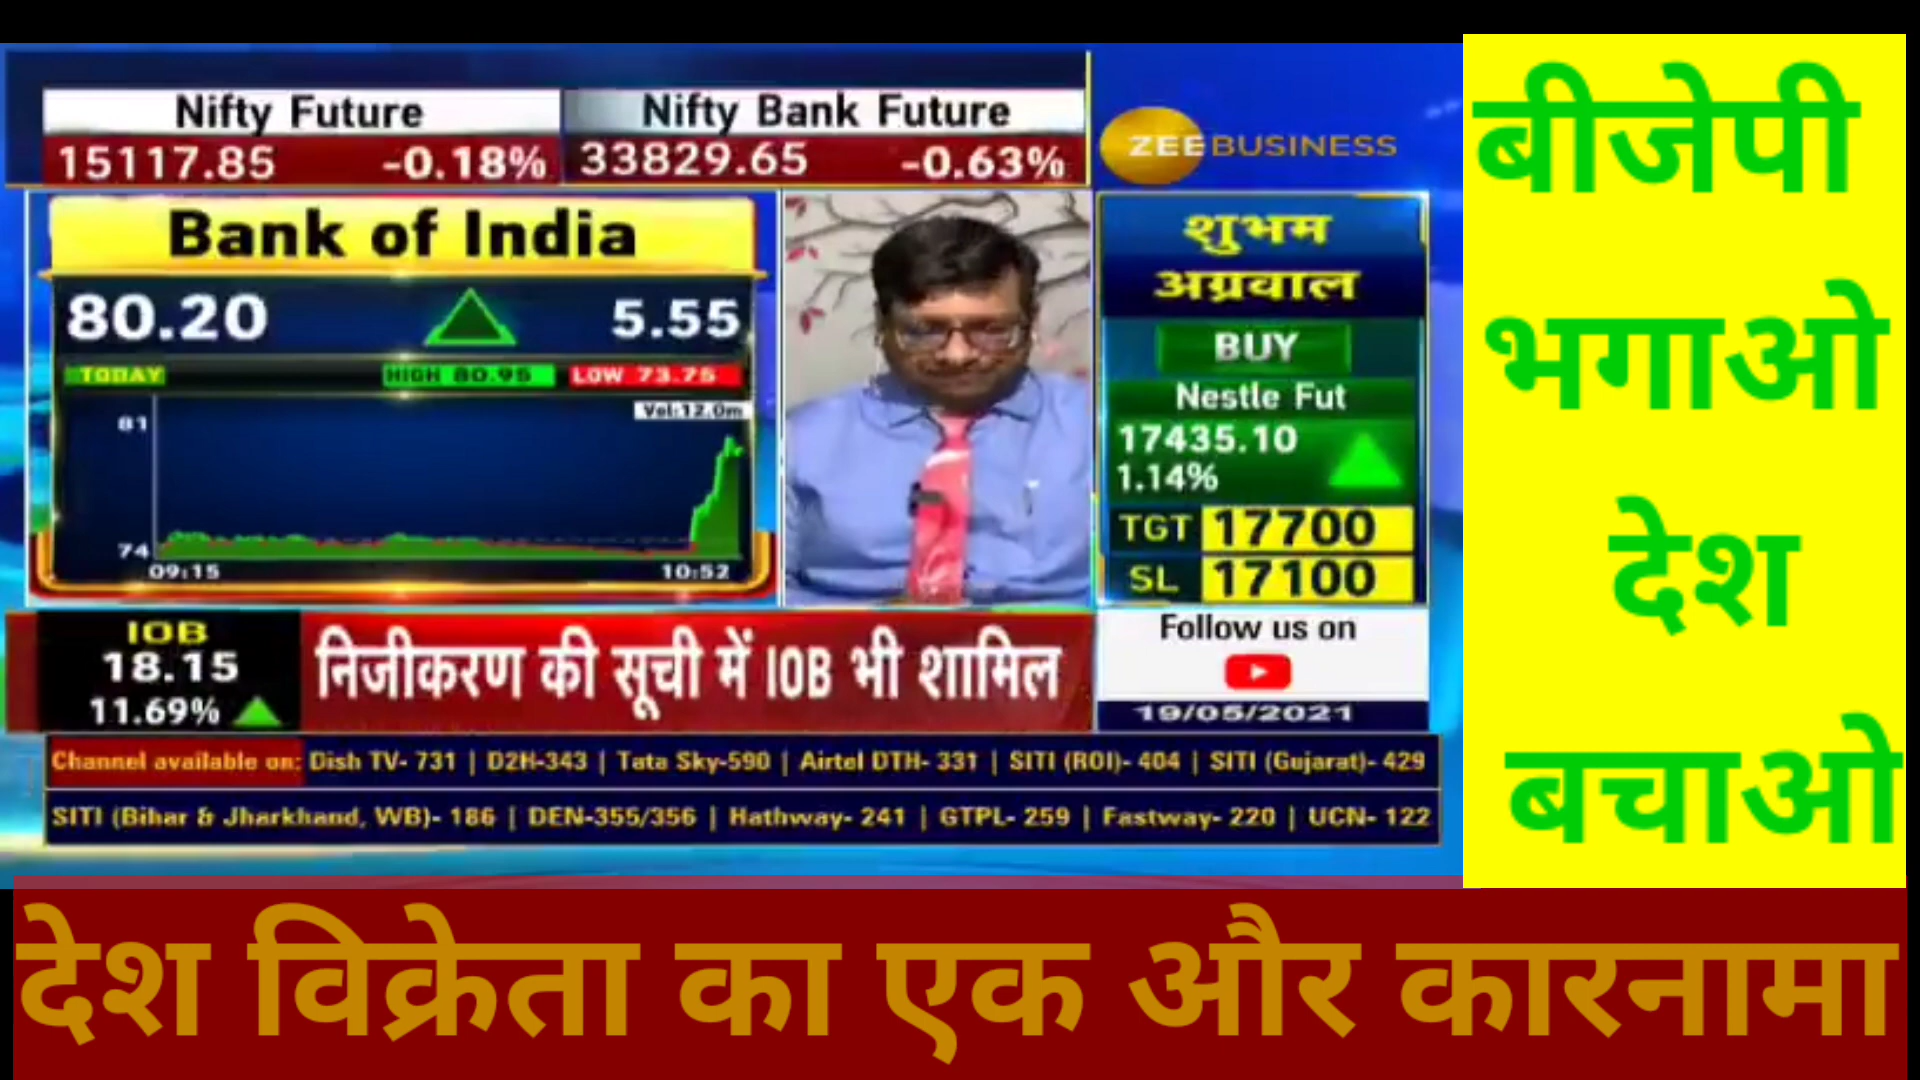 Nifty Future
15117.85 -0.18%
Nifty Bank Future
33829.65 -0.63%
ZEEBUSINESS
Bank of India
80.20 5.55
TODAY HIGH 80.95 LOW 73.75
Vol:12.0m
81
74
09:15 10:52
शुभम
अग्रवाल
BUY
Nestle Fut
17435.10
1.14%
TGT 17700
SL 17100
IOB
18.15
11.69%
निजीकरण की सूची में IOB भी शामिल
Follow us on
19/05/2021
Channel available on: Dish TV- 731 | D2H-343 | Tata Sky-590 | Airtel DTH- 331 | SITI (ROI)- 404 | SITI (Gujarat)- 429
SITI (Bihar & Jharkhand, WB)- 186 | DEN-355/356 | Hathway- 241 | GTPL- 259 | Fastway- 220 | UCN- 122
बीजेपी
भगाओ
देश
बचाओ
देश विक्रेता का एक और कारनामा